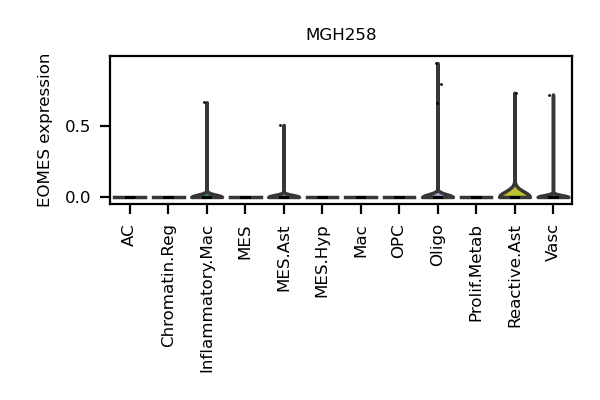 MGH258
EOMES expression
0.5
0.0
AC
Chromatin.Reg
Inflammatory.Mac
MES
MES.Ast
MES.Hyp
Mac
OPC
Oligo
Prolif.Metab
Reactive.Ast
Vasc